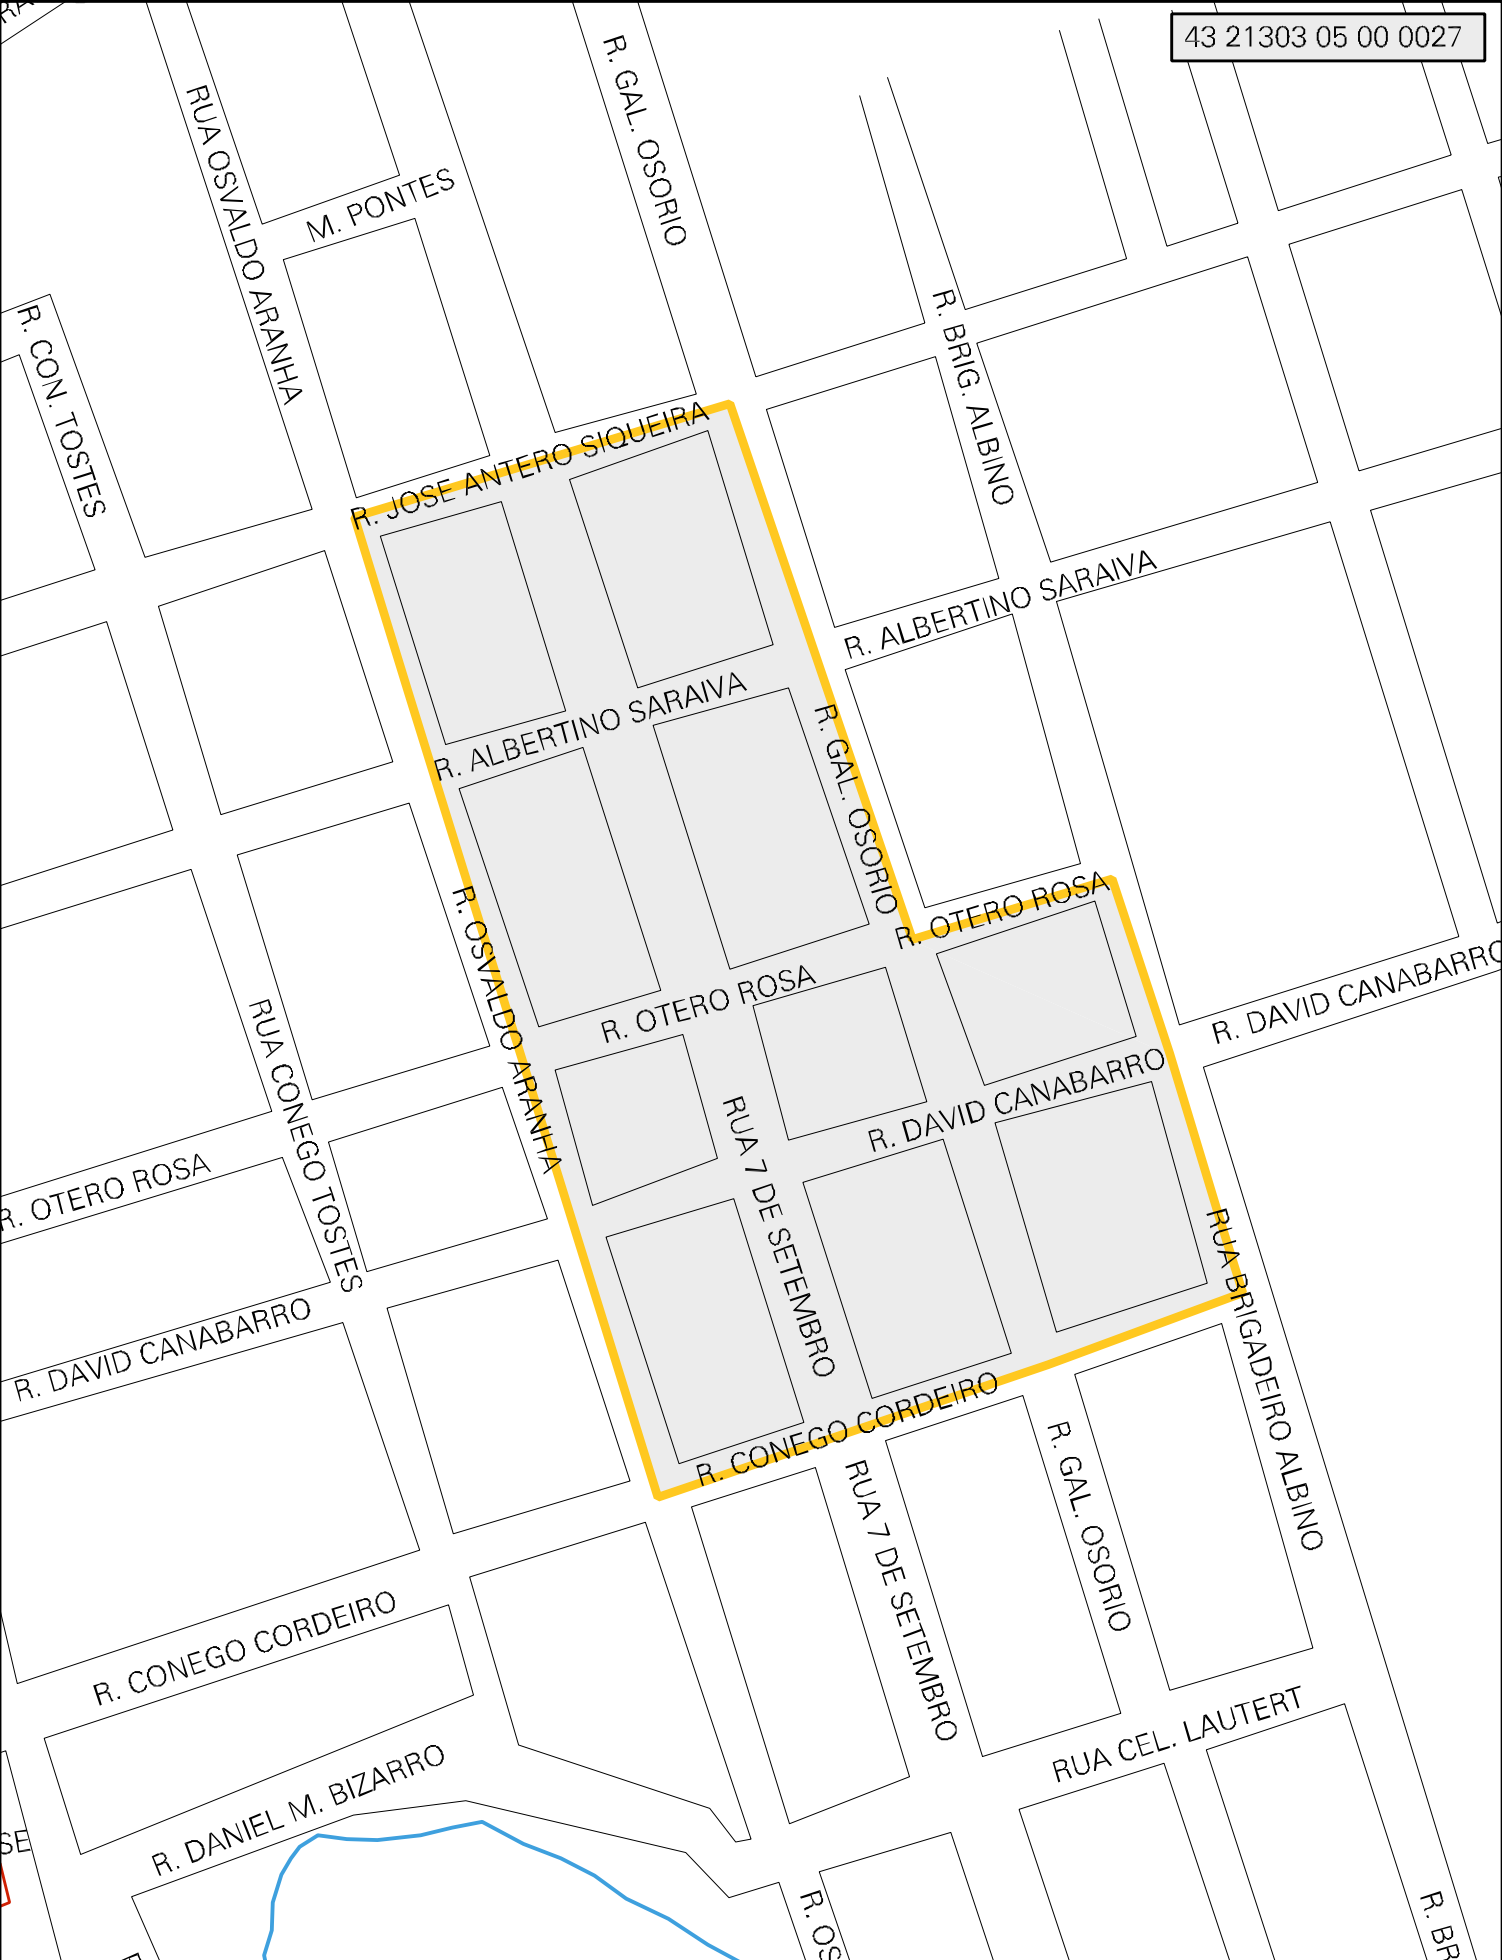 43 21303 05 00 0027
R. GAL. OSORIO
RUA OSVALDO ARANHA
M. PONTES
R. CON. TOSTES
R. BRIG. ALBINO
R. JOSE ANTERO SIQUEIRA
R. ALBERTINO SARAIVA
R. ALBERTINO SARAIVA
R. GAL. OSORIO
R. OTERO ROSA
R. OSVALDO ARANHA
R. DAVID CANABARRO
R. OTERO ROSA
RUA CONEGO TOSTES
R. DAVID CANABARRO
RUA 7 DE SETEMBRO
R. OTERO ROSA
RUA BRIGADEIRO ALBINO
R. DAVID CANABARRO
R. CONEGO CORDEIRO
R. GAL. OSORIO
RUA 7 DE SETEMBRO
R. CONEGO CORDEIRO
RUA CEL. LAUTERT
R. DANIEL M. BIZARRO
SE
R. OS
R. BR